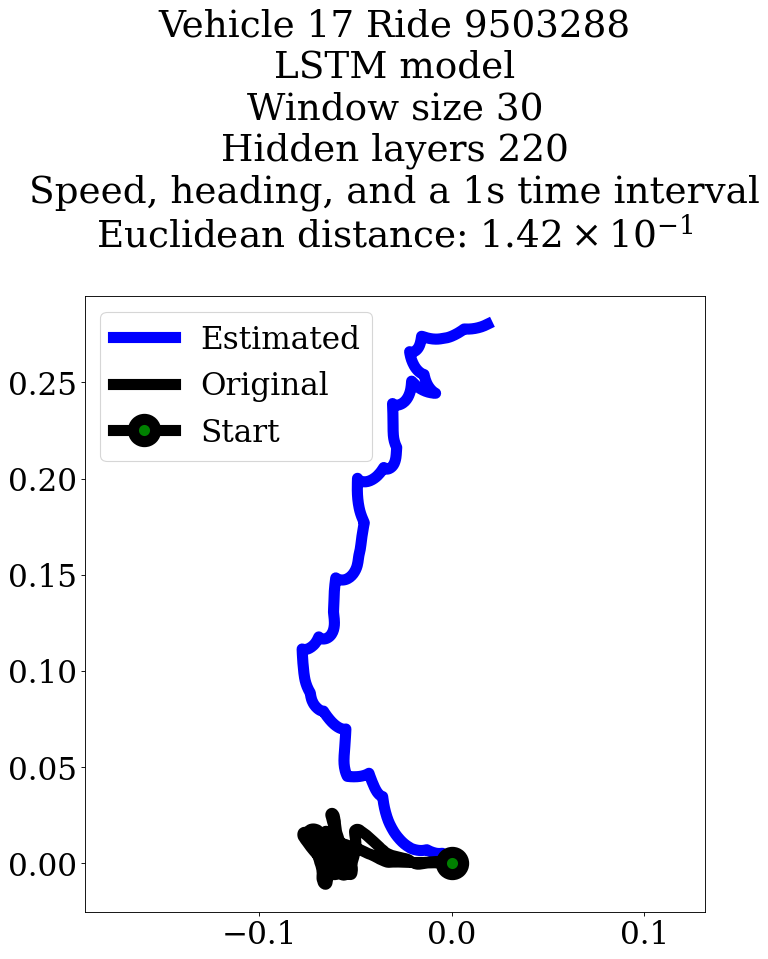 Vehicle 17 Ride 9503288
LSTM model
Window size 30
Hidden layers 220
Speed, heading, and a 1s time interval
Euclidean distance: 1.42 × 10⁻¹
Estimated
Original
Start
0.25
0.20
0.15
0.10
0.05
0.00
−0.1
0.0
0.1